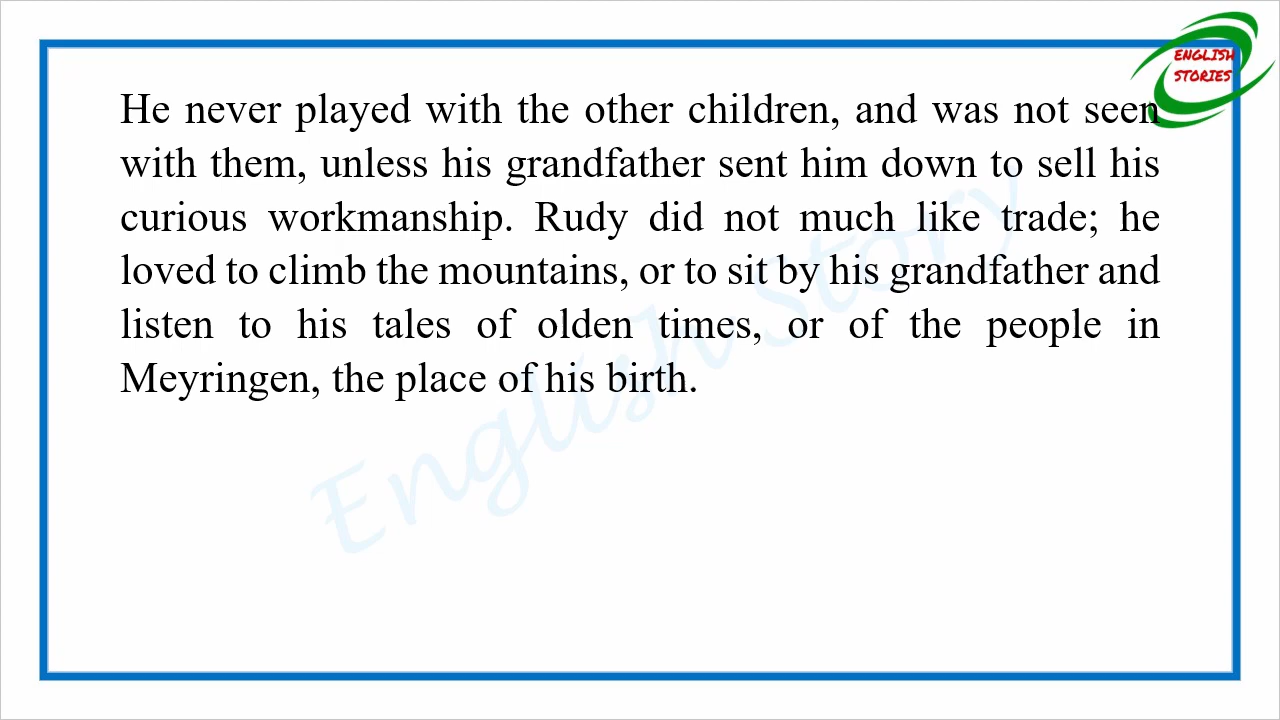 ENGLISH
STORIES
He never played with the other children, and was not seen
with them, unless his grandfather sent him down to sell his
curious workmanship. Rudy did not much like trade; he
loved to climb the mountains, or to sit by his grandfather and
listen to his tales of olden times, or of the people in
Meyringen, the place of his birth.
English Story